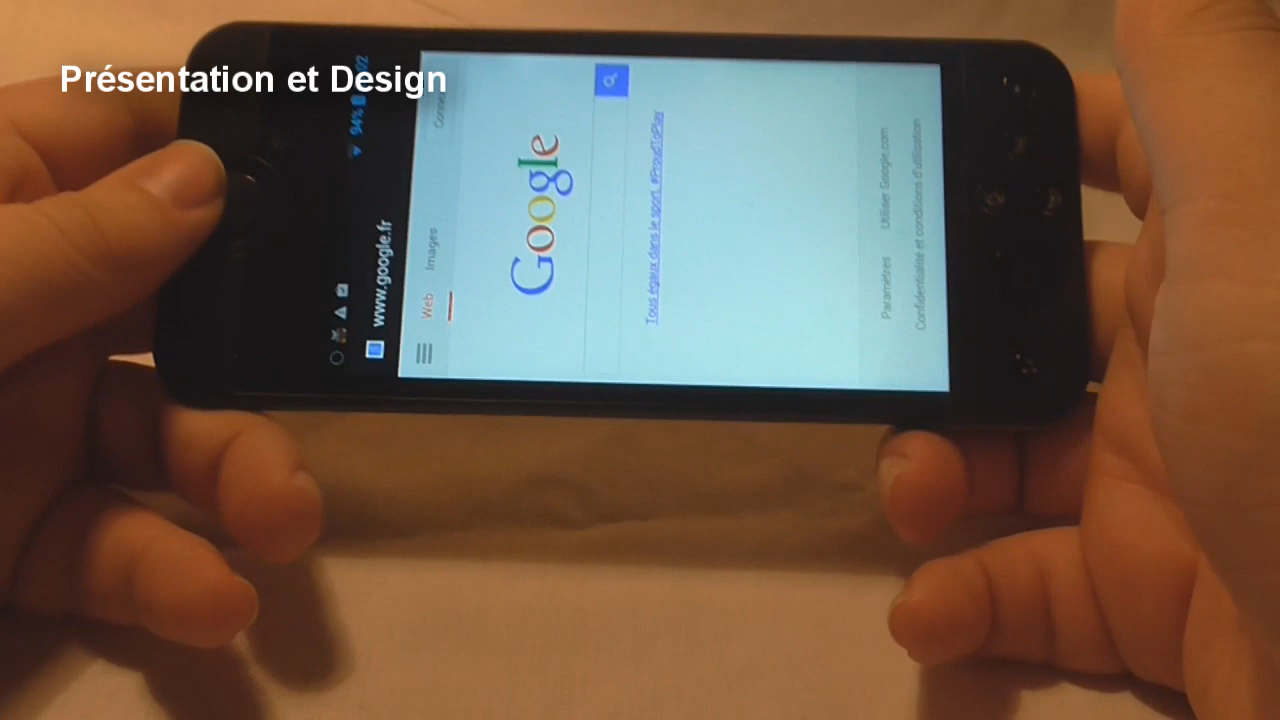 Présentation et Design
94%
02
www.google.fr
Web Images
Google
Tous égaux dans le sport. #ProudToPlay
Paramètres Utiliser Google.com
Confidentialité et conditions d'utilisation